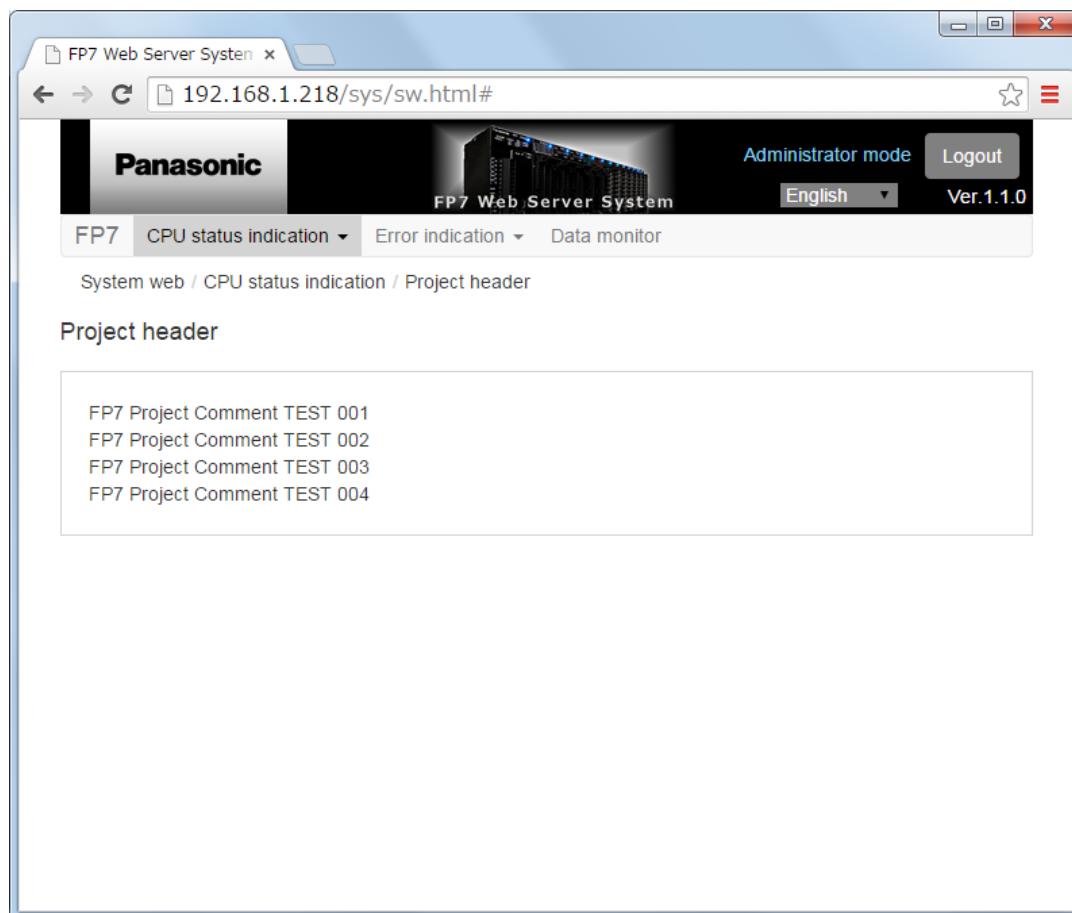 FP7 Web Server System
192.168.1.218/sys/sw.html#
Panasonic
FP7 Web Server System
Administrator mode
Logout
English
Ver.1.1.0
FP7 CPU status indication Error indication Data monitor
System web / CPU status indication / Project header
Project header
FP7 Project Comment TEST 001
FP7 Project Comment TEST 002
FP7 Project Comment TEST 003
FP7 Project Comment TEST 004